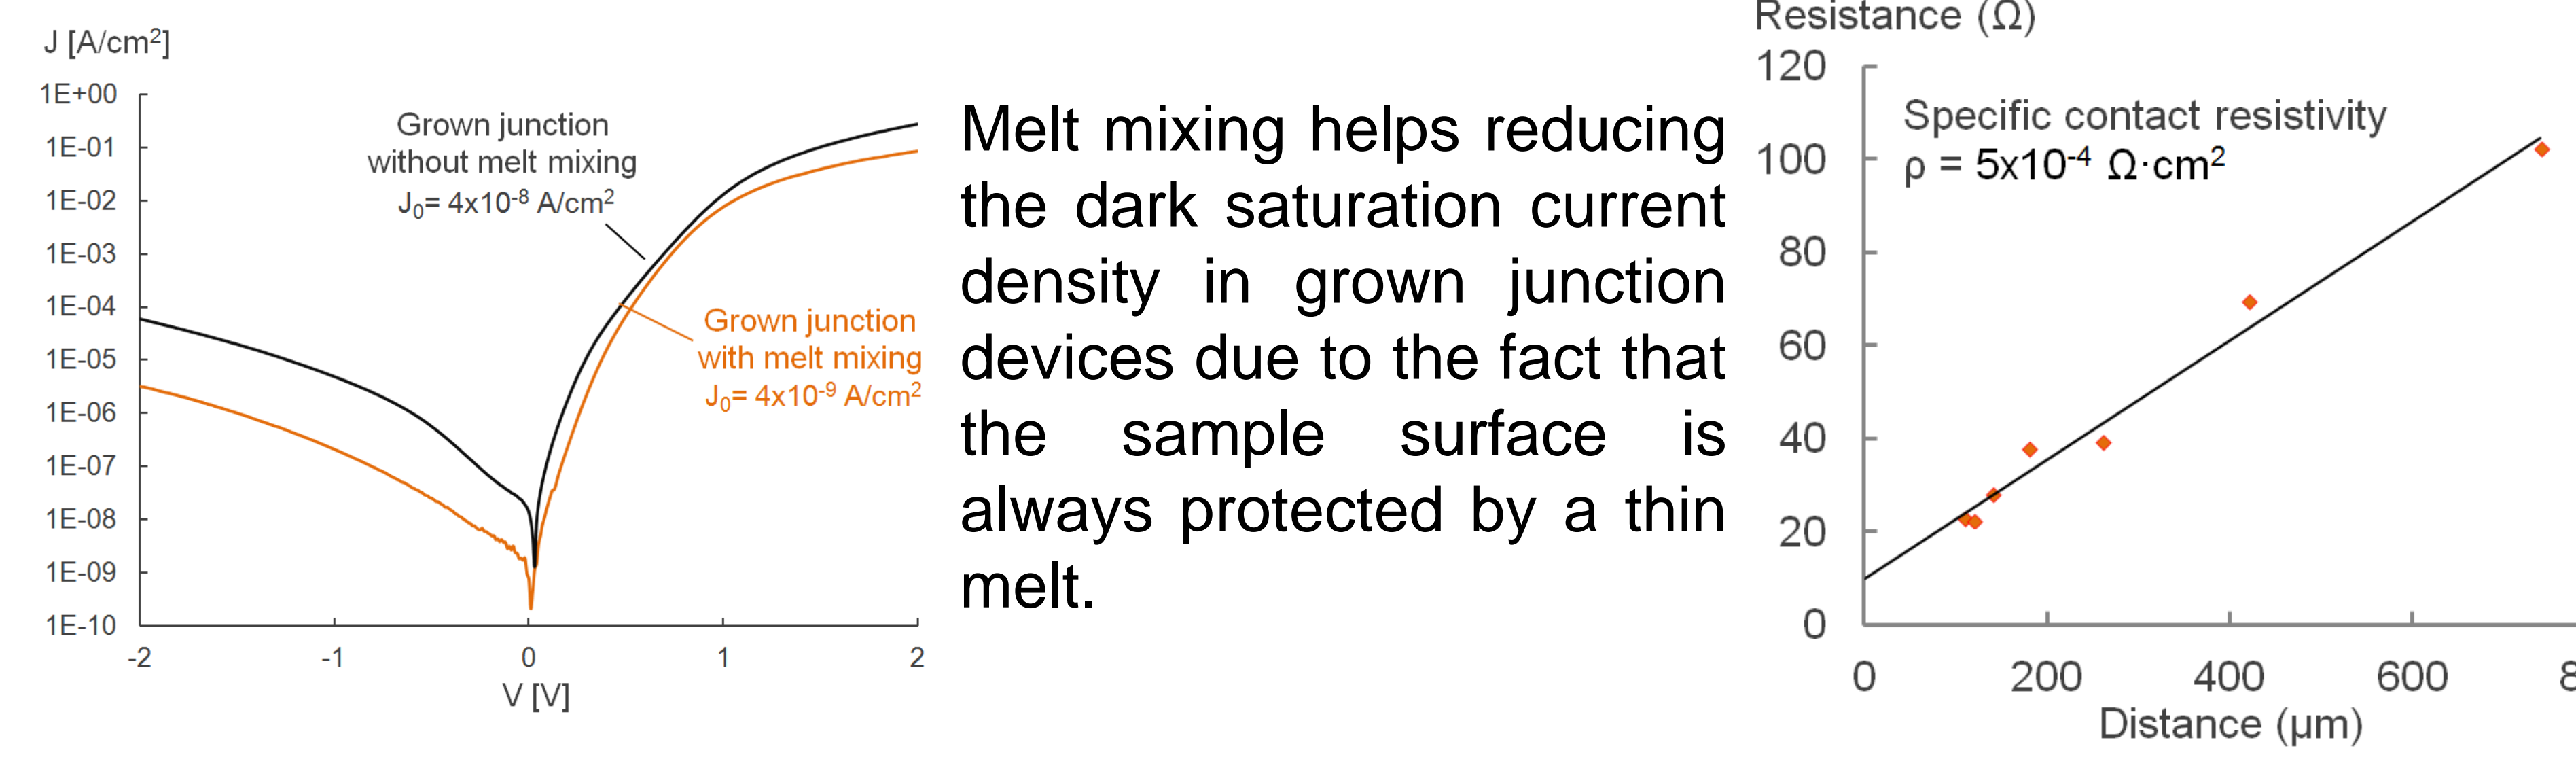 J [A/cm²]
1E+00
1E-01
1E-02
1E-03
1E-04
1E-05
1E-06
1E-07
1E-08
1E-09
1E-10
-2
-1
0
1
2
V [V]
Grown junction
without melt mixing
J₀= 4x10⁻⁸ A/cm²
Grown junction
with melt mixing
J₀= 4x10⁻⁹ A/cm²
Melt mixing helps reducing
the dark saturation current
density in grown junction
devices due to the fact that
the sample surface is
always protected by a thin
melt.
Resistance (Ω)
120
100
80
60
40
20
0
Specific contact resistivity
ρ = 5x10⁻⁴ Ω·cm²
0
200
400
600
Distance (μm)